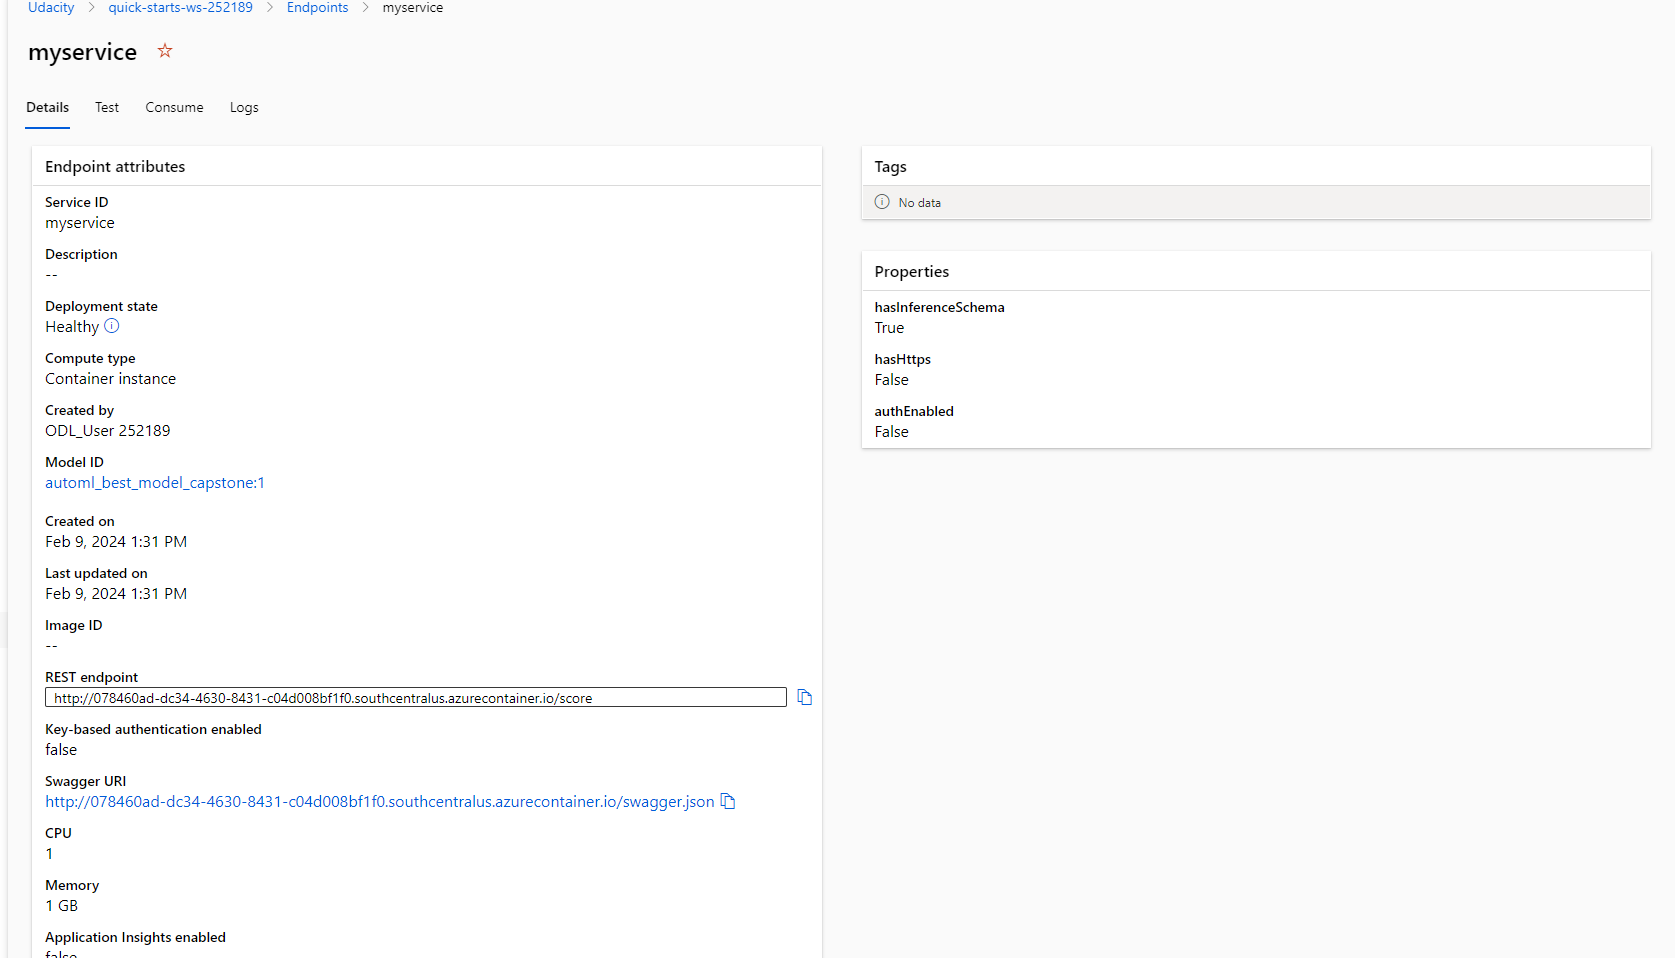 Udacity > quick-starts-ws-252189 > Endpoints > myservice
myservice
Details Test Consume Logs
Endpoint attributes
Service ID
myservice
Description
--
Deployment state
Healthy
Compute type
Container instance
Created by
ODL_User 252189
Model ID
automl_best_model_capstone:1
Created on
Feb 9, 2024 1:31 PM
Last updated on
Feb 9, 2024 1:31 PM
Image ID
--
REST endpoint
http://078460ad-dc34-4630-8431-c04d008bf1f0.southcentralus.azurecontainer.io/score
Key-based authentication enabled
false
Swagger URI
http://078460ad-dc34-4630-8431-c04d008bf1f0.southcentralus.azurecontainer.io/swagger.json
CPU
1
Memory
1 GB
Application Insights enabled
false
Tags
No data
Properties
hasInferenceSchema
True
hasHttps
False
authEnabled
False